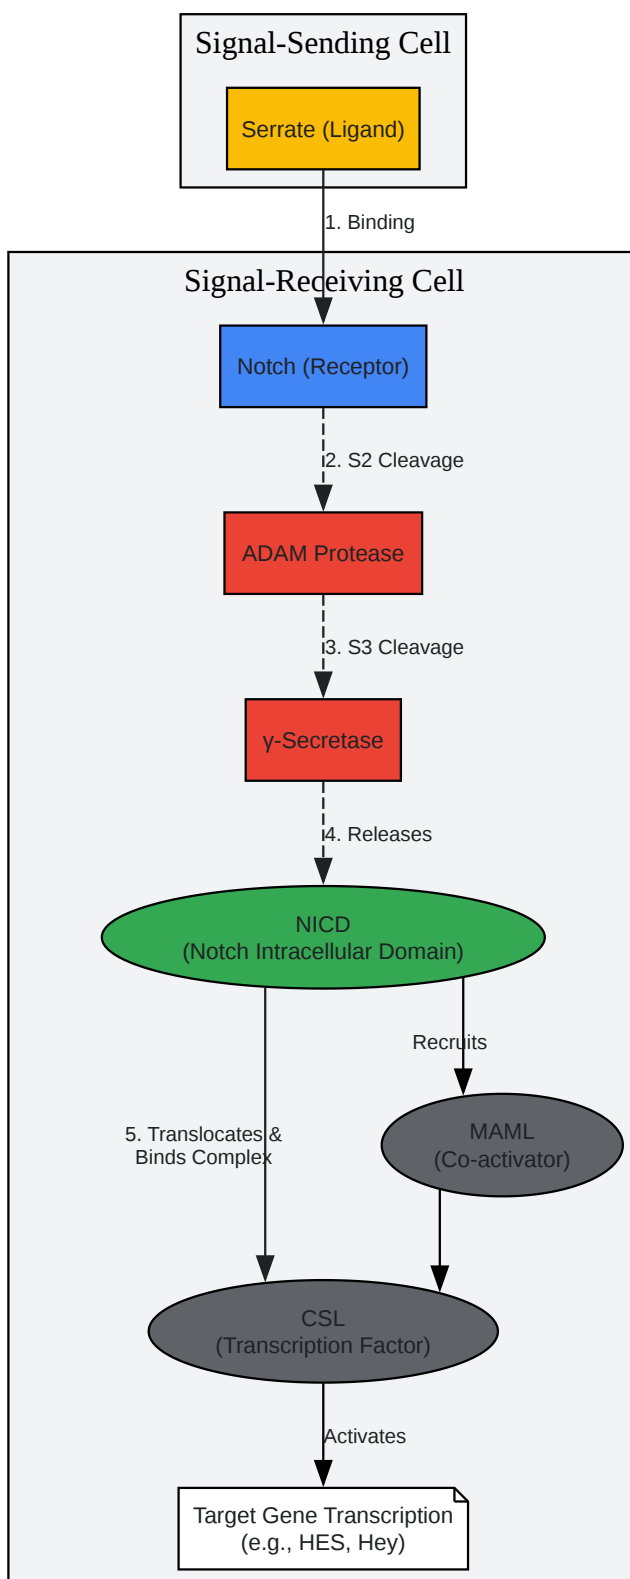 Signal-Sending Cell
Serrate (Ligand)
1. Binding
Signal-Receiving Cell
Notch (Receptor)
2. S2 Cleavage
ADAM Protease
3. S3 Cleavage
γ-Secretase
4. Releases
NICD
(Notch Intracellular Domain)
Recruits
MAML
(Co-activator)
5. Translocates &
Binds Complex
CSL
(Transcription Factor)
Activates
Target Gene Transcription
(e.g., HES, Hey)